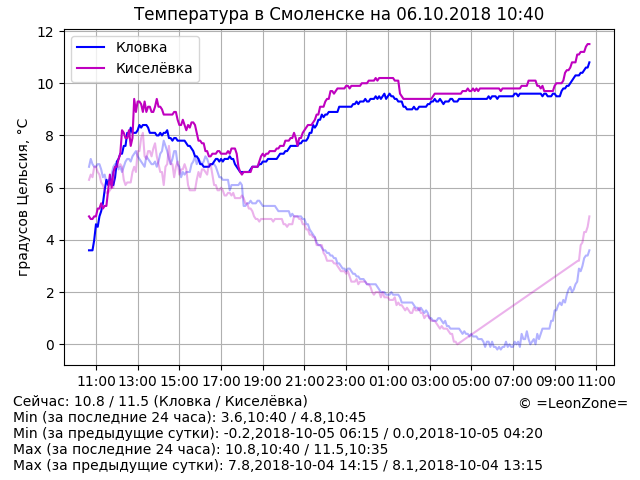 Температура в Смоленске на 06.10.2018 10:40
12
10
8
6
4
2
0
градусов Цельсия, °C
Кловка
Киселёвка
11:00 13:00 15:00 17:00 19:00 21:00 23:00 01:00 03:00 05:00 07:00 09:00 11:00
Сейчас: 10.8 / 11.5 (Кловка / Киселёвка)
© =LeonZone=
Min (за последние 24 часа): 3.6,10:40 / 4.8,10:45
Min (за предыдущие сутки): -0.2,2018-10-05 06:15 / 0.0,2018-10-05 04:20
Max (за последние 24 часа): 10.8,10:40 / 11.5,10:35
Max (за предыдущие сутки): 7.8,2018-10-04 14:15 / 8.1,2018-10-04 13:15